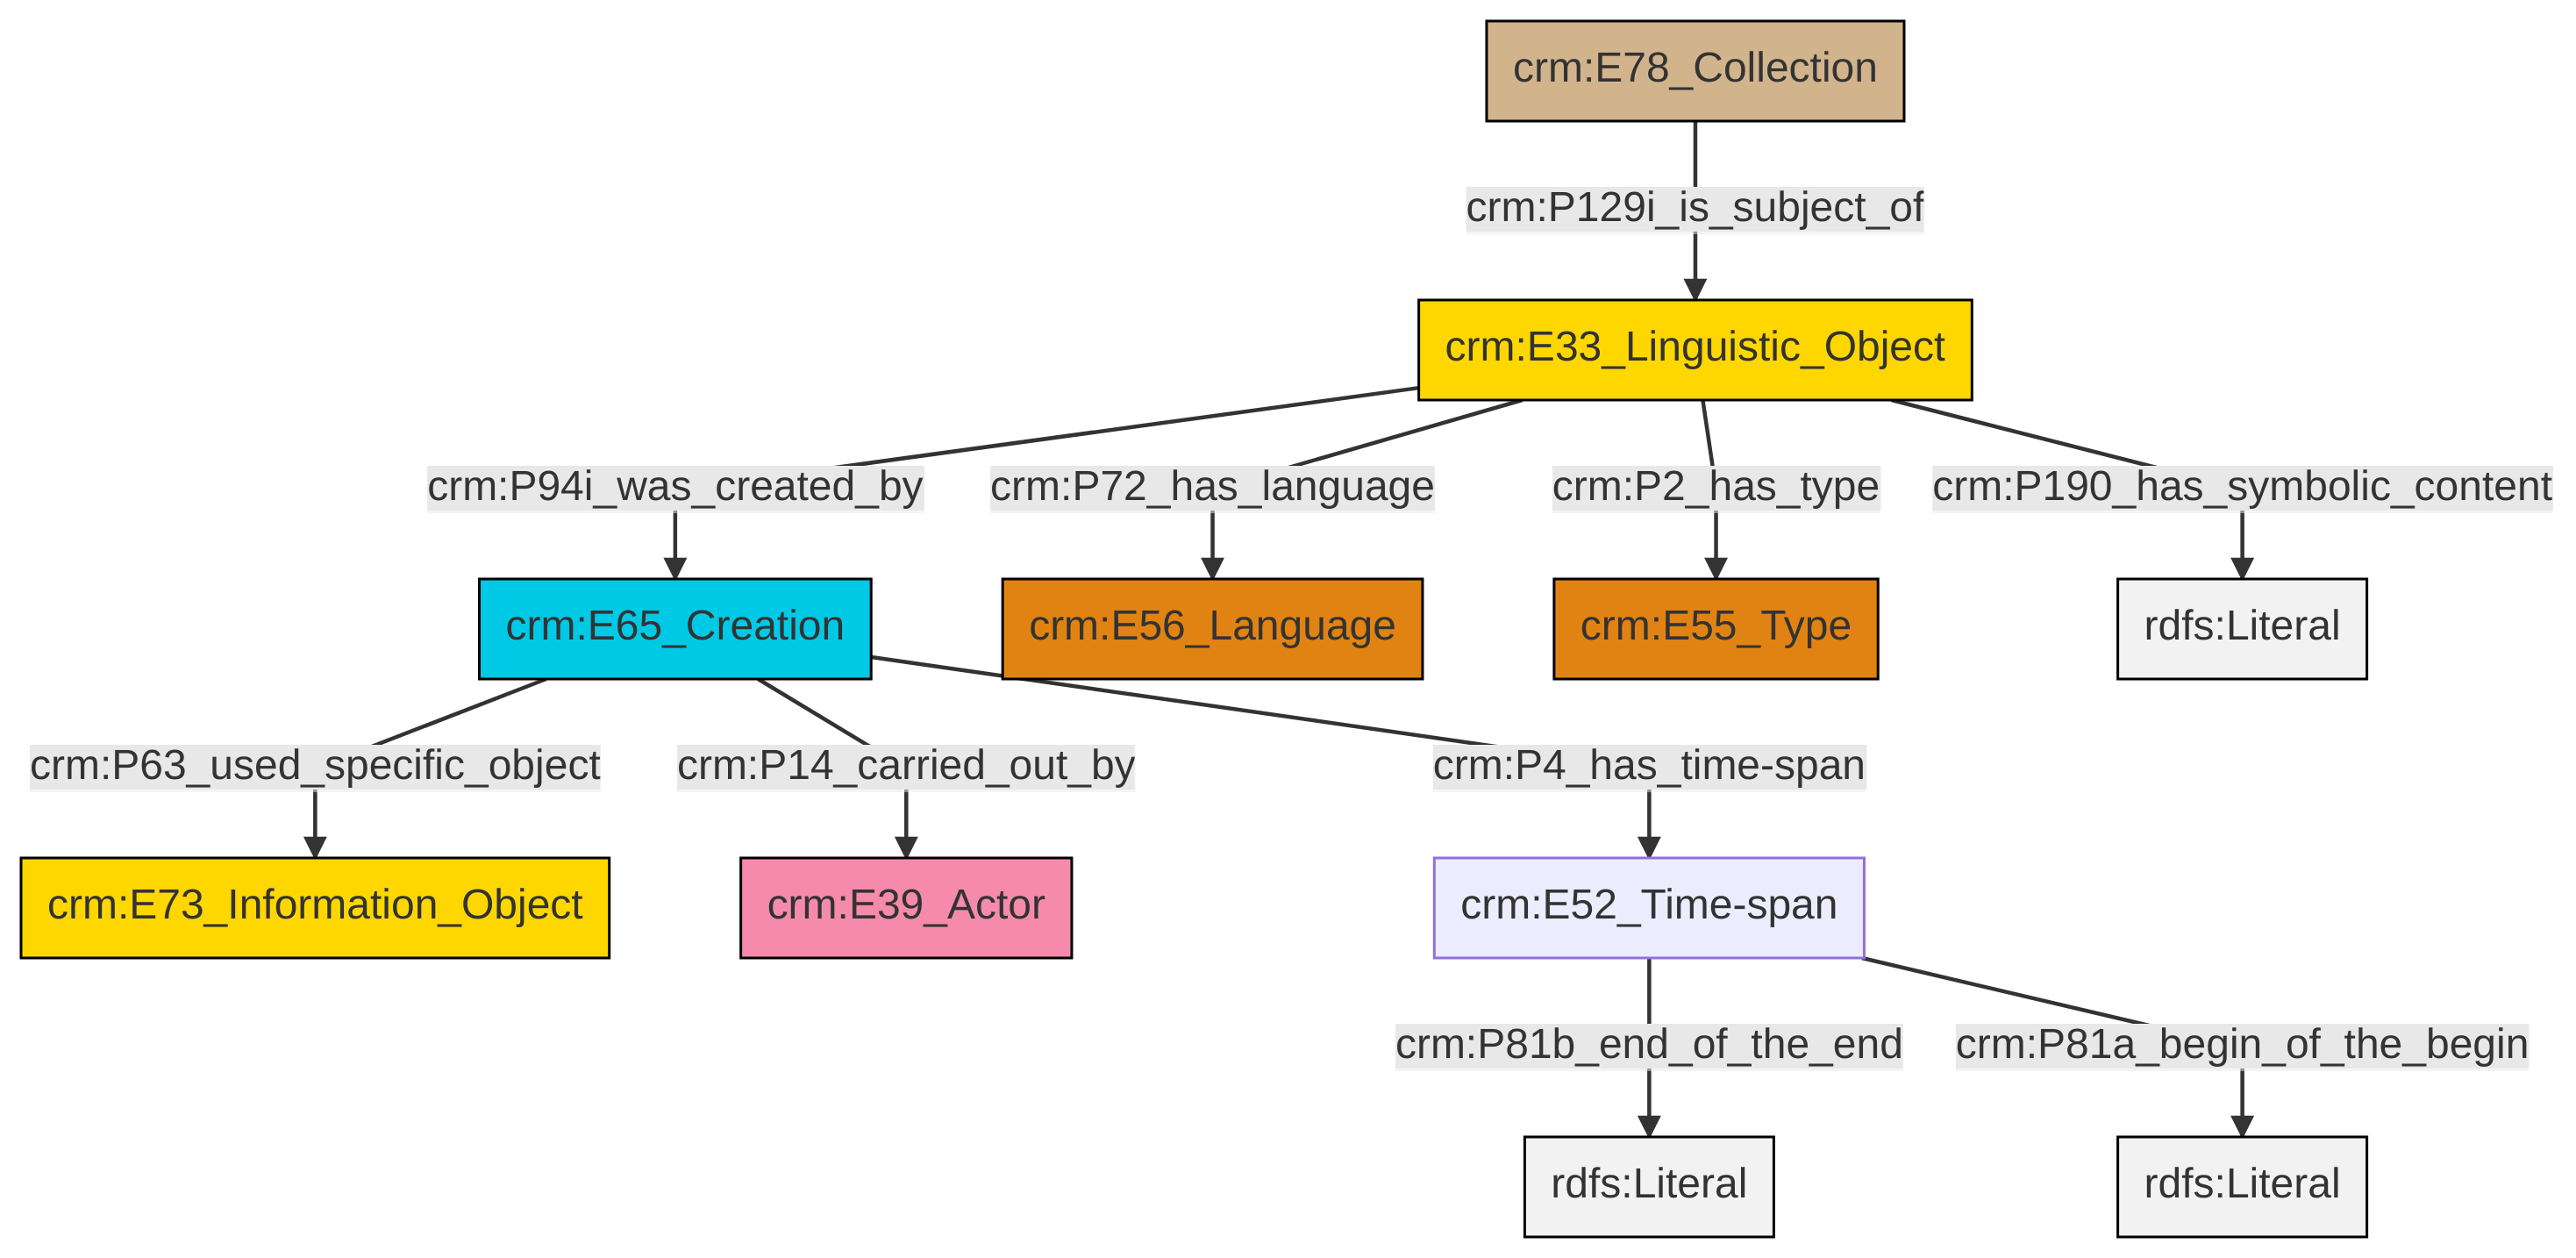 crm:E78_Collection
crm:P129i_is_subject_of
crm:E33_Linguistic_Object
crm:P94i_was_created_by
crm:P72_has_language
crm:P2_has_type
crm:P190_has_symbolic_content
crm:E65_Creation
crm:E56_Language
crm:E55_Type
rdfs:Literal
crm:P63_used_specific_object
crm:P14_carried_out_by
crm:P4_has_time-span
crm:E73_Information_Object
crm:E39_Actor
crm:E52_Time-span
crm:P81b_end_of_the_end
crm:P81a_begin_of_the_begin
rdfs:Literal
rdfs:Literal